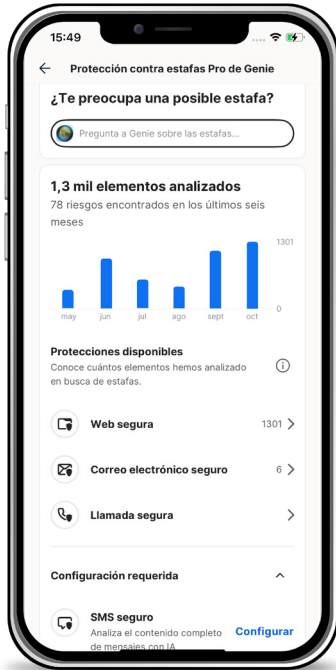 15:49
Protección contra estafas Pro de Genie
¿Te preocupa una posible estafa?
Pregunta a Genie sobre las estafas...
1,3 mil elementos analizados
78 riesgos encontrados en los últimos seis
meses
1301
0
may jun jul ago sept oct
Protecciones disponibles
Conoce cuántos elementos hemos analizado
en busca de estafas.
Web segura 1301
Correo electrónico seguro 6
Llamada segura
Configuración requerida
SMS seguro
Analiza el contenido completo
de mensajes con IA
Configurar